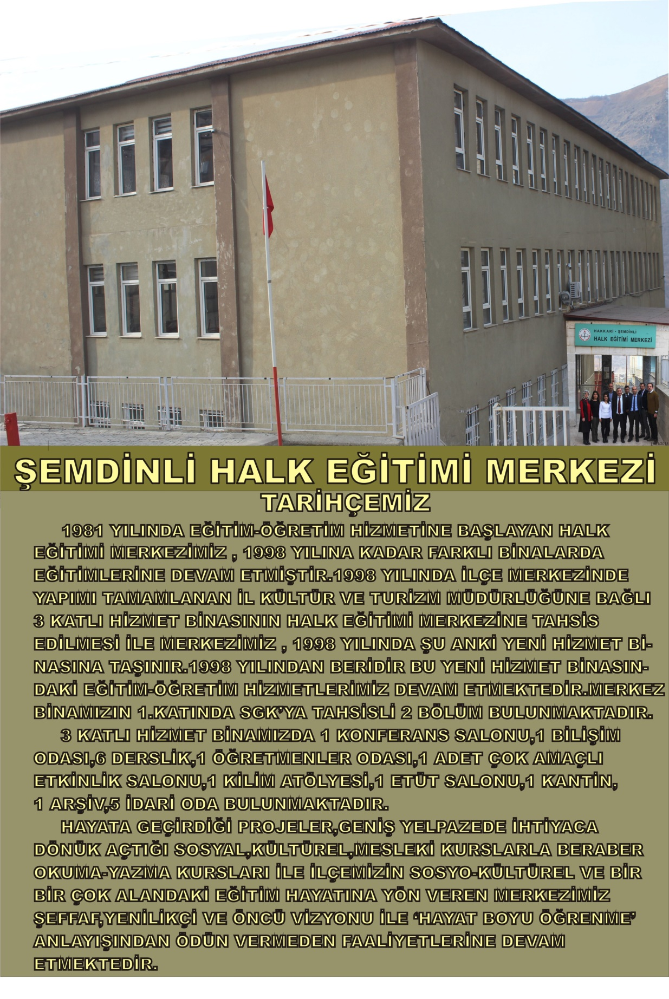 HAKKARİ - ŞEMDİNLİ
HALK EĞİTİMİ MERKEZİ
ŞEMDİNLİ HALK EĞİTİMİ MERKEZİ
TARİHÇEMİZ
1981 YILINDA EĞİTİM-ÖĞRETİM HİZMETİNE BAŞLAYAN HALK
EĞİTİMİ MERKEZİMİZ , 1998 YILINA KADAR FARKLI BİNALARDA
EĞİTİMLERİNE DEVAM ETMİŞTİR.1998 YILINDA İLÇE MERKEZİNDE
YAPIMI TAMAMLANAN İL KÜLTÜR VE TURİZM MÜDÜRLÜĞÜNE BAĞLI
3 KATLI HİZMET BİNASININ HALK EĞİTİMİ MERKEZİNE TAHSİS
EDİLMESİ İLE MERKEZİMİZ , 1998 YILINDA ŞU ANKİ YENİ HİZMET Bİ-
NASINA TAŞINIR.1998 YILINDAN BERİDİR BU YENİ HİZMET BİNASIN-
DAKİ EĞİTİM-ÖĞRETİM HİZMETLERİMİZ DEVAM ETMEKTEDİR.MERKEZ
BİNAMIZIN 1.KATINDA SGK'YA TAHSİSLİ 2 BÖLÜM BULUNMAKTADIR.
3 KATLI HİZMET BİNAMIZDA 1 KONFERANS SALONU,1 BİLİŞİM
ODASI,6 DERSLİK,1 ÖĞRETMENLER ODASI,1 ADET ÇOK AMAÇLI
ETKİNLİK SALONU,1 KİLİM ATÖLYESİ,1 ETÜT SALONU,1 KANTİN,
1 ARŞİV,5 İDARİ ODA BULUNMAKTADIR.
HAYATA GEÇİRDİĞİ PROJELER,GENİŞ YELPAZEDE İHTİYACA
DÖNÜK AÇTIĞI SOSYAL,KÜLTÜREL,MESLEKİ KURSLARLA BERABER
OKUMA-YAZMA KURSLARI İLE İLÇEMİZİN SOSYO-KÜLTÜREL VE BİR
BİR ÇOK ALANDAKİ EĞİTİM HAYATINA YÖN VEREN MERKEZİMİZ
ŞEFFAF,YENİLİKÇİ VE ÖNCÜ VİZYONU İLE ‘HAYAT BOYU ÖĞRENME’
ANLAYIŞINDAN ÖDÜN VERMEDEN FAALİYETLERİNE DEVAM
ETMEKTEDİR.